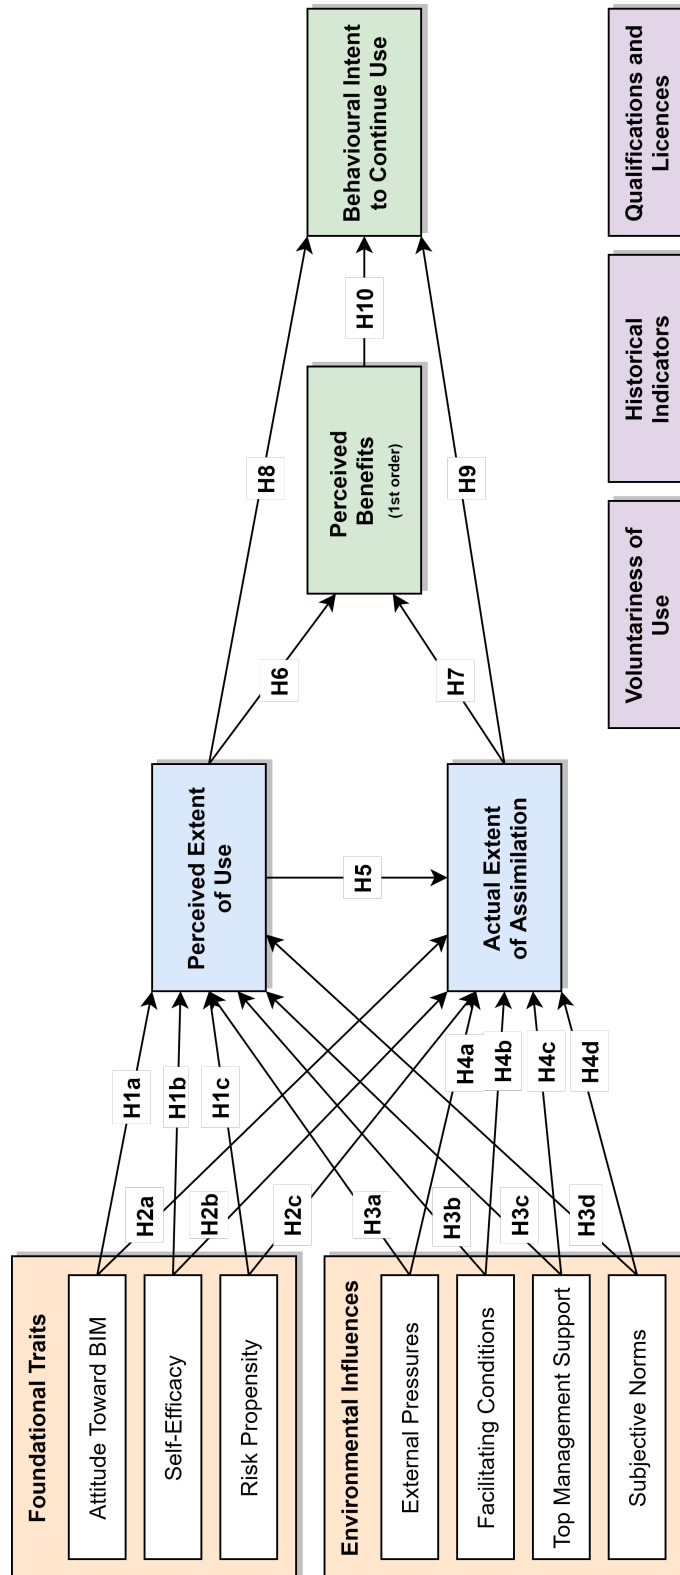 Foundational Traits
Attitude Toward BIM
Self-Efficacy
Risk Propensity
Environmental Influences
External Pressures
Facilitating Conditions
Top Management Support
Subjective Norms
H1a
H1b
H1c
H2a
H2b
H2c
H3a
H3b
H3c
H3d
H4a
H4b
H4c
H4d
Perceived Extent
of Use
H5
Actual Extent
of Assimilation
H6
H7
H8
H9
Perceived
Benefits
(1st order)
H10
Behavioural Intent
to Continue Use
Voluntariness of
Use
Historical
Indicators
Qualifications and
Licences